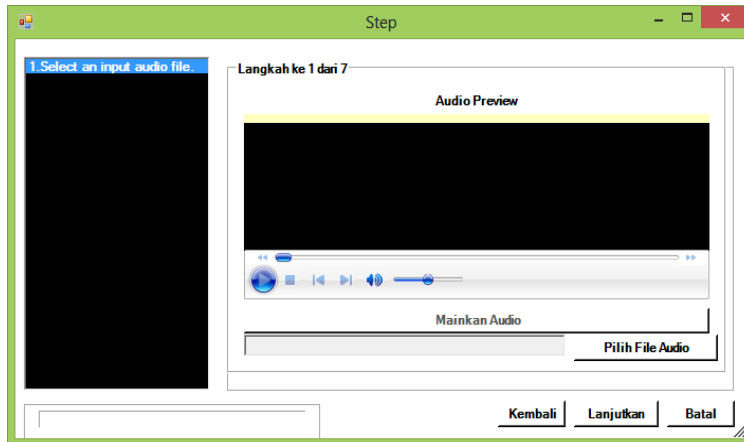 Step
1.Select an input audio file.
Langkah ke 1 dari 7
Audio Preview
Mainkan Audio
Pilih File Audio
Kembali
Lanjutkan
Batal